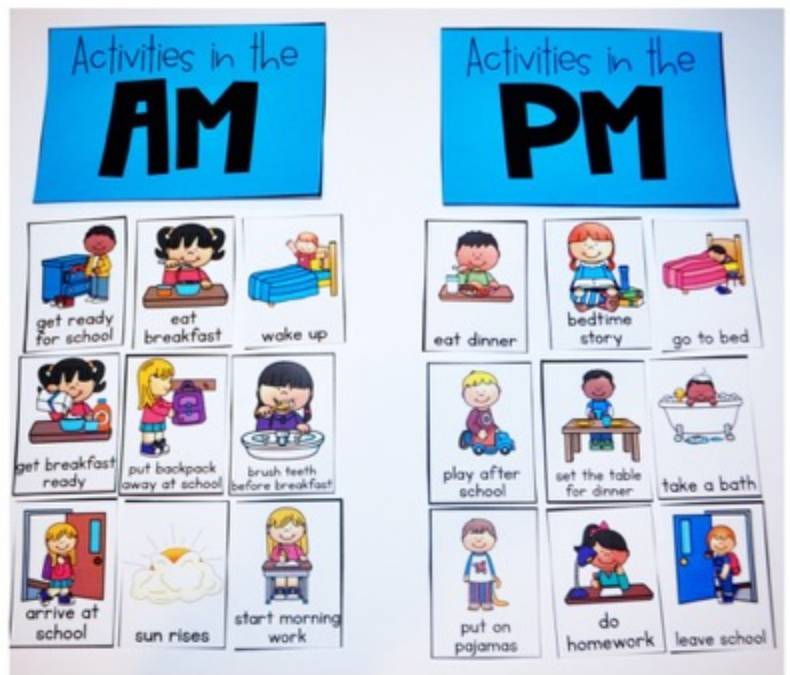 Activities in the
AM
get ready
for school
eat
breakfast
wake up
get breakfast
ready
put backpack
away at school
brush teeth
before breakfast
arrive at
school
sun rises
start morning
work
Activities in the
PM
eat dinner
bedtime
story
go to bed
play after
school
set the table
for dinner
take a bath
put on
pajamas
do
homework
leave school